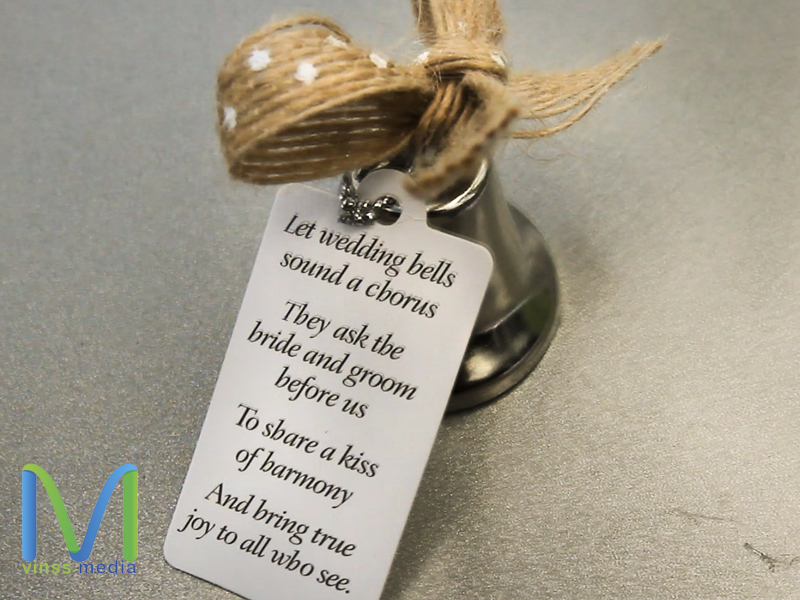 Let wedding bells
sound a chorus
They ask the
bride and groom
before us
To share a kiss
of harmony
And bring true
joy to all who see.
vinss media